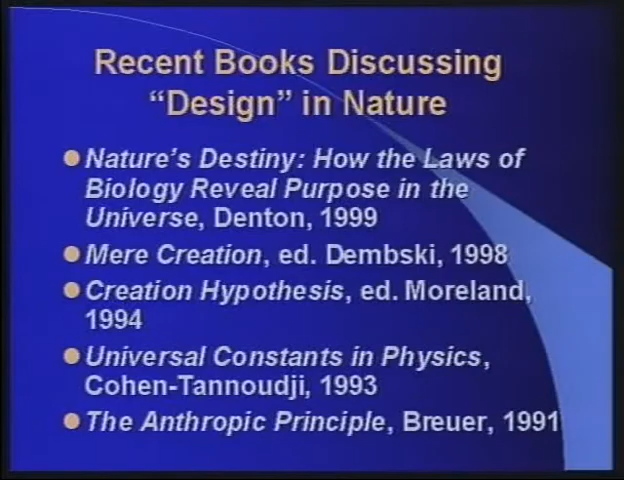 Recent Books Discussing
“Design” in Nature
Nature's Destiny: How the Laws of
Biology Reveal Purpose in the
Universe, Denton, 1999
Mere Creation, ed. Dembski, 1998
Creation Hypothesis, ed. Moreland,
1994
Universal Constants in Physics,
Cohen-Tannoudji, 1993
The Anthropic Principle, Breuer, 1991